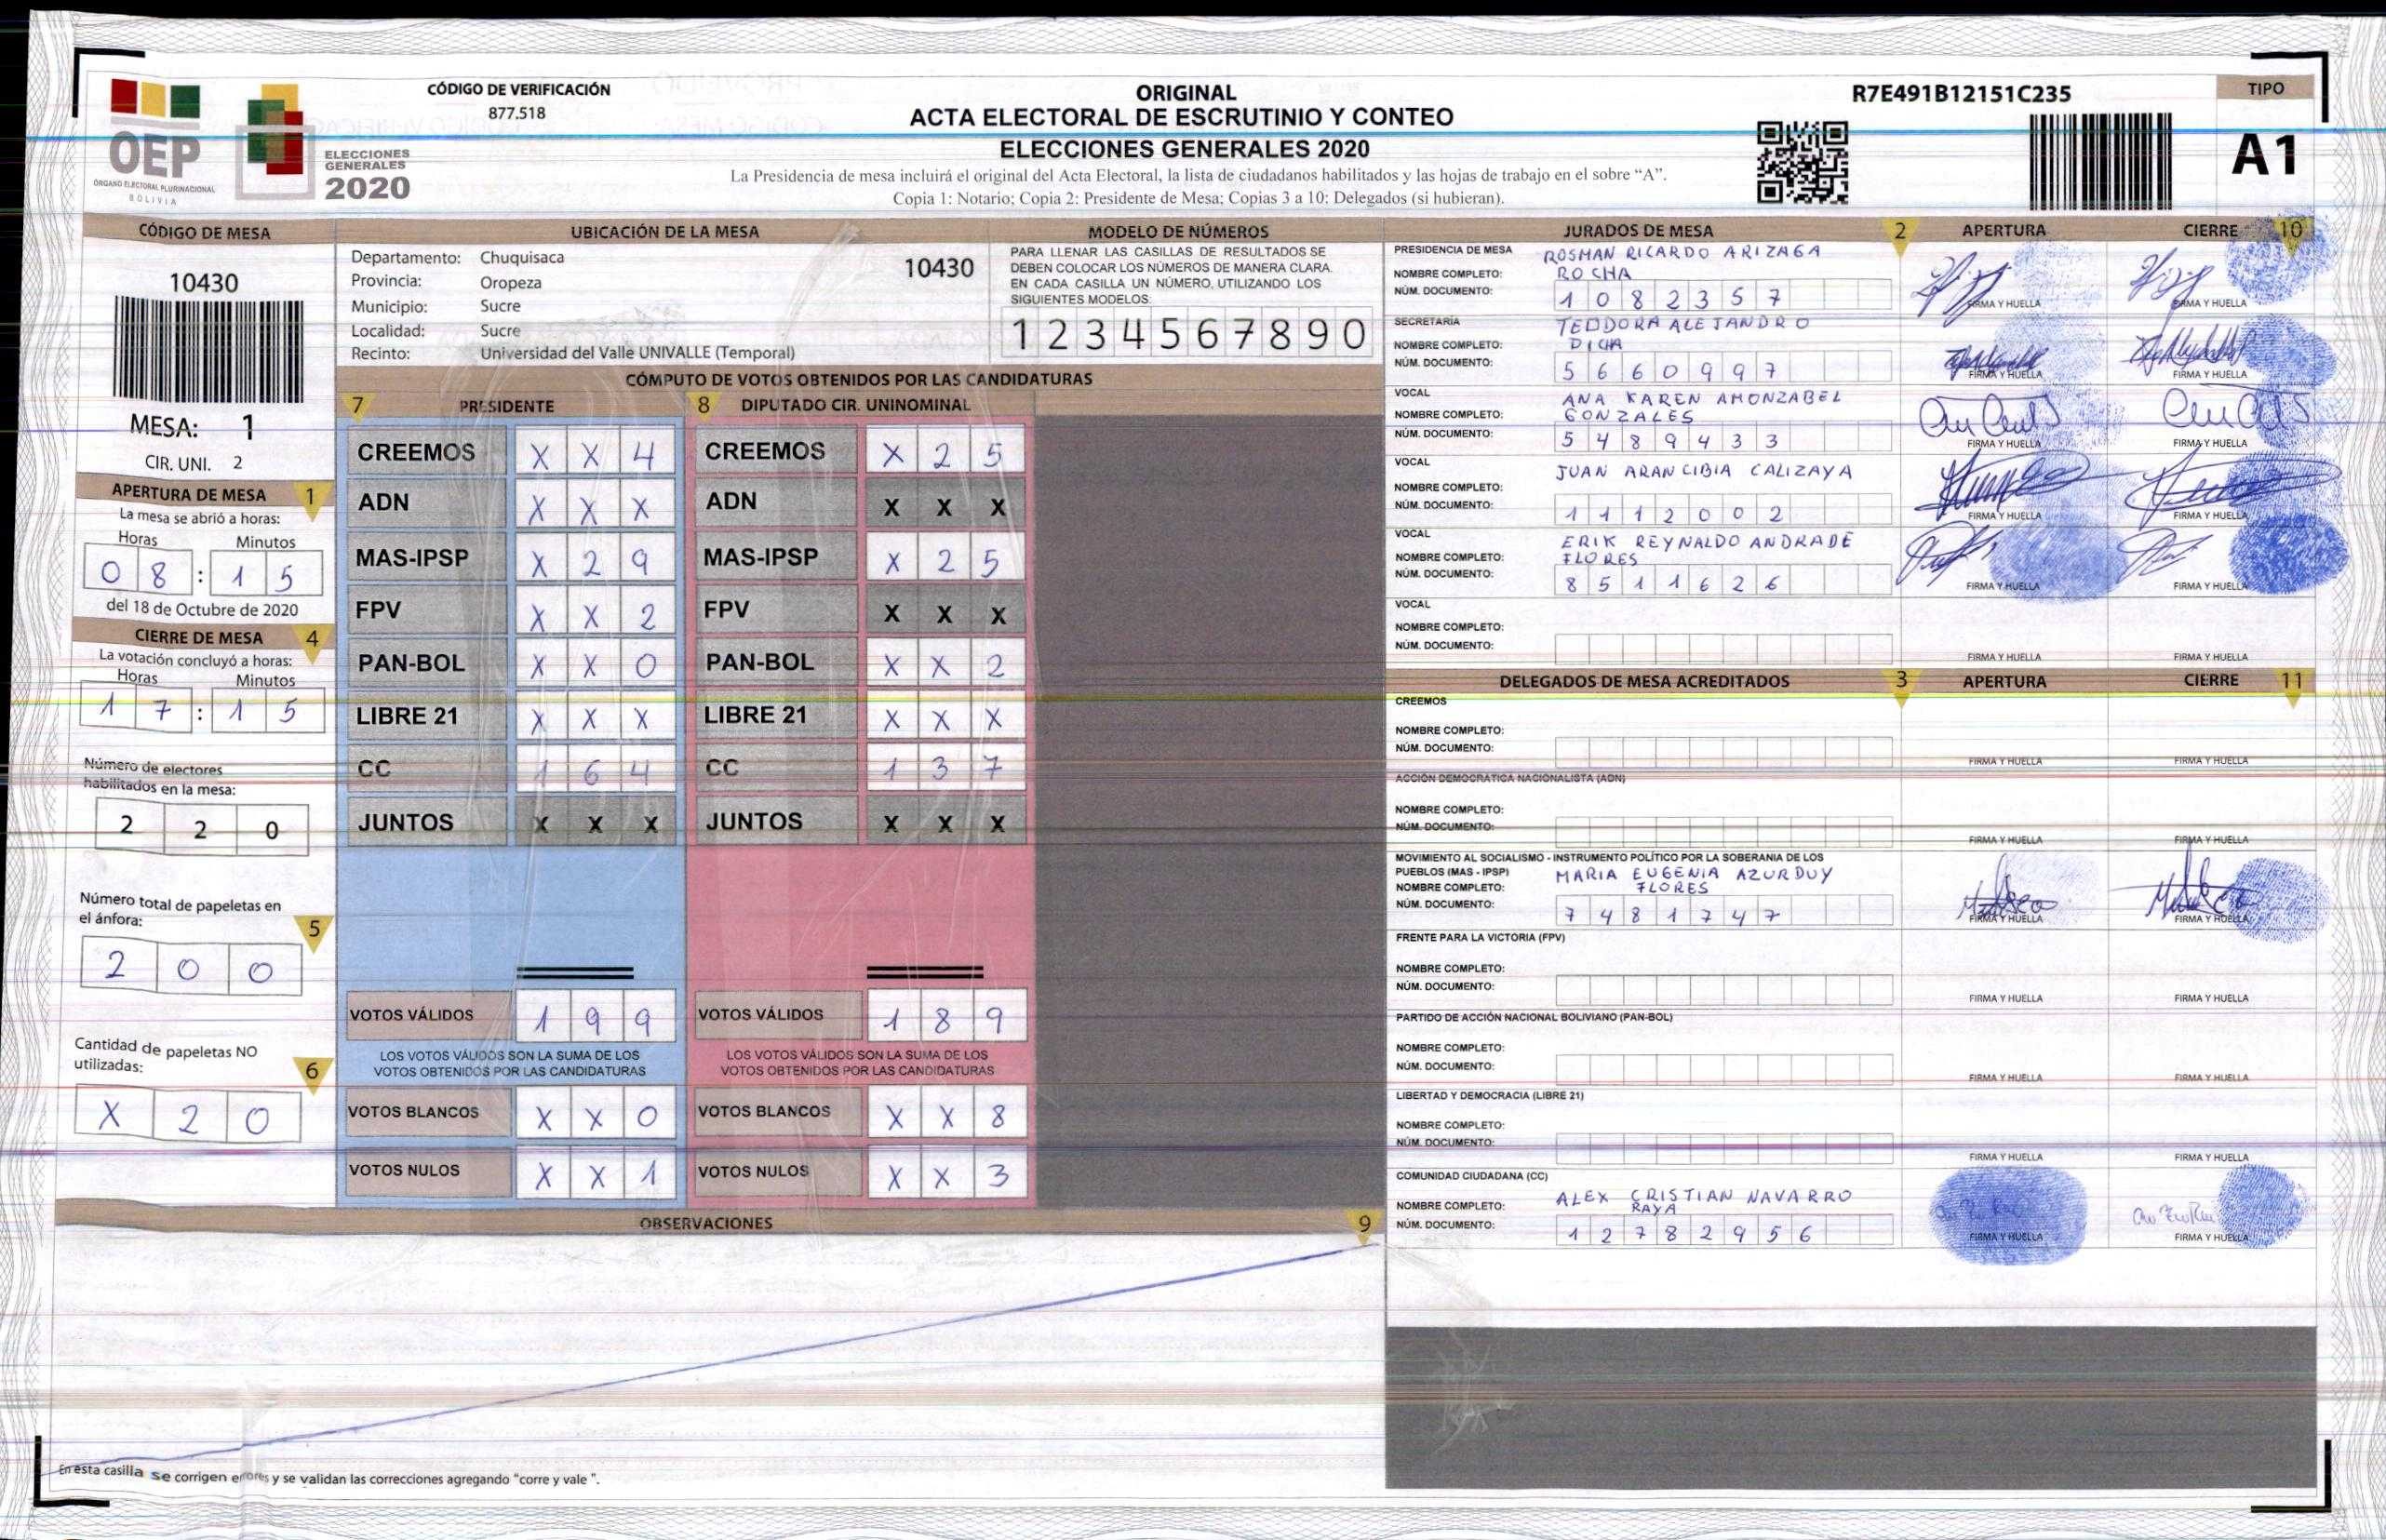 OEP
ÓRGANO ELECTORAL PLURINACIONAL
BOLIVIA
ELECCIONES
GENERALES
2020
CÓDIGO DE VERIFICACIÓN
877.518
ORIGINAL
ACTA ELECTORAL DE ESCRUTINIO Y CONTEO
ELECCIONES GENERALES 2020
La Presidencia de mesa incluirá el original del Acta Electoral, la lista de ciudadanos habilitados y las hojas de trabajo en el sobre “A”.
Copia 1: Notario; Copia 2: Presidente de Mesa; Copias 3 a 10: Delegados (si hubieran).
R7E491B12151C235
TIPO
A1
CÓDIGO DE MESA
10430
MESA: 1
CIR. UNI. 2
APERTURA DE MESA 1
La mesa se abrió a horas:
Horas Minutos
0 8 : 1 5
del 18 de Octubre de 2020
CIERRE DE MESA 4
La votación concluyó a horas:
Horas Minutos
1 7 : 1 5
Número de electores
habilitados en la mesa:
2 2 0
Número total de papeletas en
el ánfora: 5
2 0 0
Cantidad de papeletas NO
utilizadas: 6
X 2 0
UBICACIÓN DE LA MESA
Departamento: Chuquisaca
10430
Provincia: Oropeza
Municipio: Sucre
Localidad: Sucre
Recinto: Universidad del Valle UNIVALLE (Temporal)
MODELO DE NÚMEROS
PARA LLENAR LAS CASILLAS DE RESULTADOS SE
DEBEN COLOCAR LOS NÚMEROS DE MANERA CLARA.
EN CADA CASILLA UN NÚMERO, UTILIZANDO LOS
SIGUIENTES MODELOS:
1 2 3 4 5 6 7 8 9 0
CÓMPUTO DE VOTOS OBTENIDOS POR LAS CANDIDATURAS
7 PRESIDENTE
CREEMOS X X 4
ADN X X X
MAS-IPSP X 2 9
FPV X X 2
PAN-BOL X X 0
LIBRE 21 X X X
CC 1 6 4
JUNTOS X X X
VOTOS VÁLIDOS 1 9 9
LOS VOTOS VÁLIDOS SON LA SUMA DE LOS
VOTOS OBTENIDOS POR LAS CANDIDATURAS
VOTOS BLANCOS X X 0
VOTOS NULOS X X 1
8 DIPUTADO CIR. UNINOMINAL
CREEMOS X 2 5
ADN X X X
MAS-IPSP X 2 5
FPV X X X
PAN-BOL X X 2
LIBRE 21 X X X
CC 1 3 7
JUNTOS X X X
VOTOS VÁLIDOS 1 8 9
LOS VOTOS VÁLIDOS SON LA SUMA DE LOS
VOTOS OBTENIDOS POR LAS CANDIDATURAS
VOTOS BLANCOS X X 8
VOTOS NULOS X X 3
OBSERVACIONES 9
En esta casilla se corrigen errores y se validan las correcciones agregando "corre y vale ".
JURADOS DE MESA 2 APERTURA CIERRE 10
PRESIDENCIA DE MESA
NOMBRE COMPLETO: ROSMAN RICARDO ARIZAGA
ROCHA
NÚM. DOCUMENTO: 1 0 8 2 3 5 7
FIRMA Y HUELLA FIRMA Y HUELLA
SECRETARÍA
NOMBRE COMPLETO: TEODORA ALEJANDRO
DICHA
NÚM. DOCUMENTO: 5 6 6 0 9 9 7
FIRMA Y HUELLA FIRMA Y HUELLA
VOCAL
NOMBRE COMPLETO: ANA KAREN AMONZABEL
GONZALES
NÚM. DOCUMENTO: 5 4 8 9 4 3 3
FIRMA Y HUELLA FIRMA Y HUELLA
VOCAL
NOMBRE COMPLETO: JUAN ARANCIBIA CALIZAYA
NÚM. DOCUMENTO: 1 1 1 2 0 0 2
FIRMA Y HUELLA FIRMA Y HUELLA
VOCAL
NOMBRE COMPLETO: ERIK REYNALDO ANDRADE
FLORES
NÚM. DOCUMENTO: 8 5 1 1 6 2 6
FIRMA Y HUELLA FIRMA Y HUELLA
VOCAL
NOMBRE COMPLETO:
NÚM. DOCUMENTO:
FIRMA Y HUELLA FIRMA Y HUELLA
DELEGADOS DE MESA ACREDITADOS 3 APERTURA CIERRE 11
CREEMOS
NOMBRE COMPLETO:
NÚM. DOCUMENTO:
FIRMA Y HUELLA FIRMA Y HUELLA
ACCIÓN DEMOCRÁTICA NACIONALISTA (ADN)
NOMBRE COMPLETO:
NÚM. DOCUMENTO:
FIRMA Y HUELLA FIRMA Y HUELLA
MOVIMIENTO AL SOCIALISMO - INSTRUMENTO POLÍTICO POR LA SOBERANIA DE LOS
PUEBLOS (MAS - IPSP)
NOMBRE COMPLETO: MARIA EUGENIA AZURDUY
FLORES
NÚM. DOCUMENTO: 7 4 8 1 7 4 7
FIRMA Y HUELLA FIRMA Y HUELLA
FRENTE PARA LA VICTORIA (FPV)
NOMBRE COMPLETO:
NÚM. DOCUMENTO:
FIRMA Y HUELLA FIRMA Y HUELLA
PARTIDO DE ACCIÓN NACIONAL BOLIVIANO (PAN-BOL)
NOMBRE COMPLETO:
NÚM. DOCUMENTO:
FIRMA Y HUELLA FIRMA Y HUELLA
LIBERTAD Y DEMOCRACIA (LIBRE 21)
NOMBRE COMPLETO:
NÚM. DOCUMENTO:
FIRMA Y HUELLA FIRMA Y HUELLA
COMUNIDAD CIUDADANA (CC)
NOMBRE COMPLETO: ALEX CRISTIAN NAVARRO
RAYA
NÚM. DOCUMENTO: 1 2 7 8 2 9 5 6
FIRMA Y HUELLA FIRMA Y HUELLA